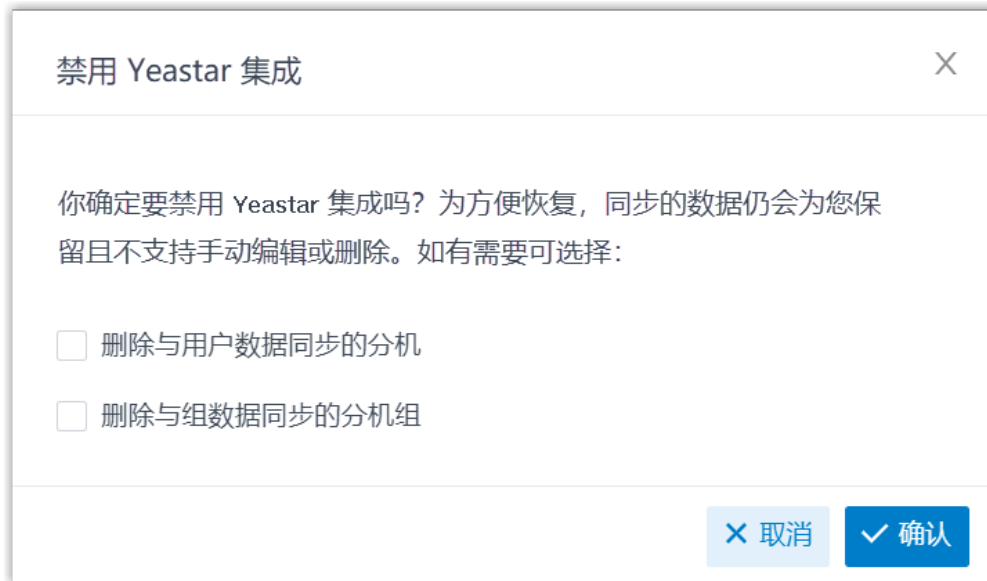 禁用 Yeastar 集成
你确定要禁用 Yeastar 集成吗？为方便恢复，同步的数据仍会为您保
留且不支持手动编辑或删除。如有需要可选择：
删除与用户数据同步的分机
删除与组数据同步的分机组
取消 确认